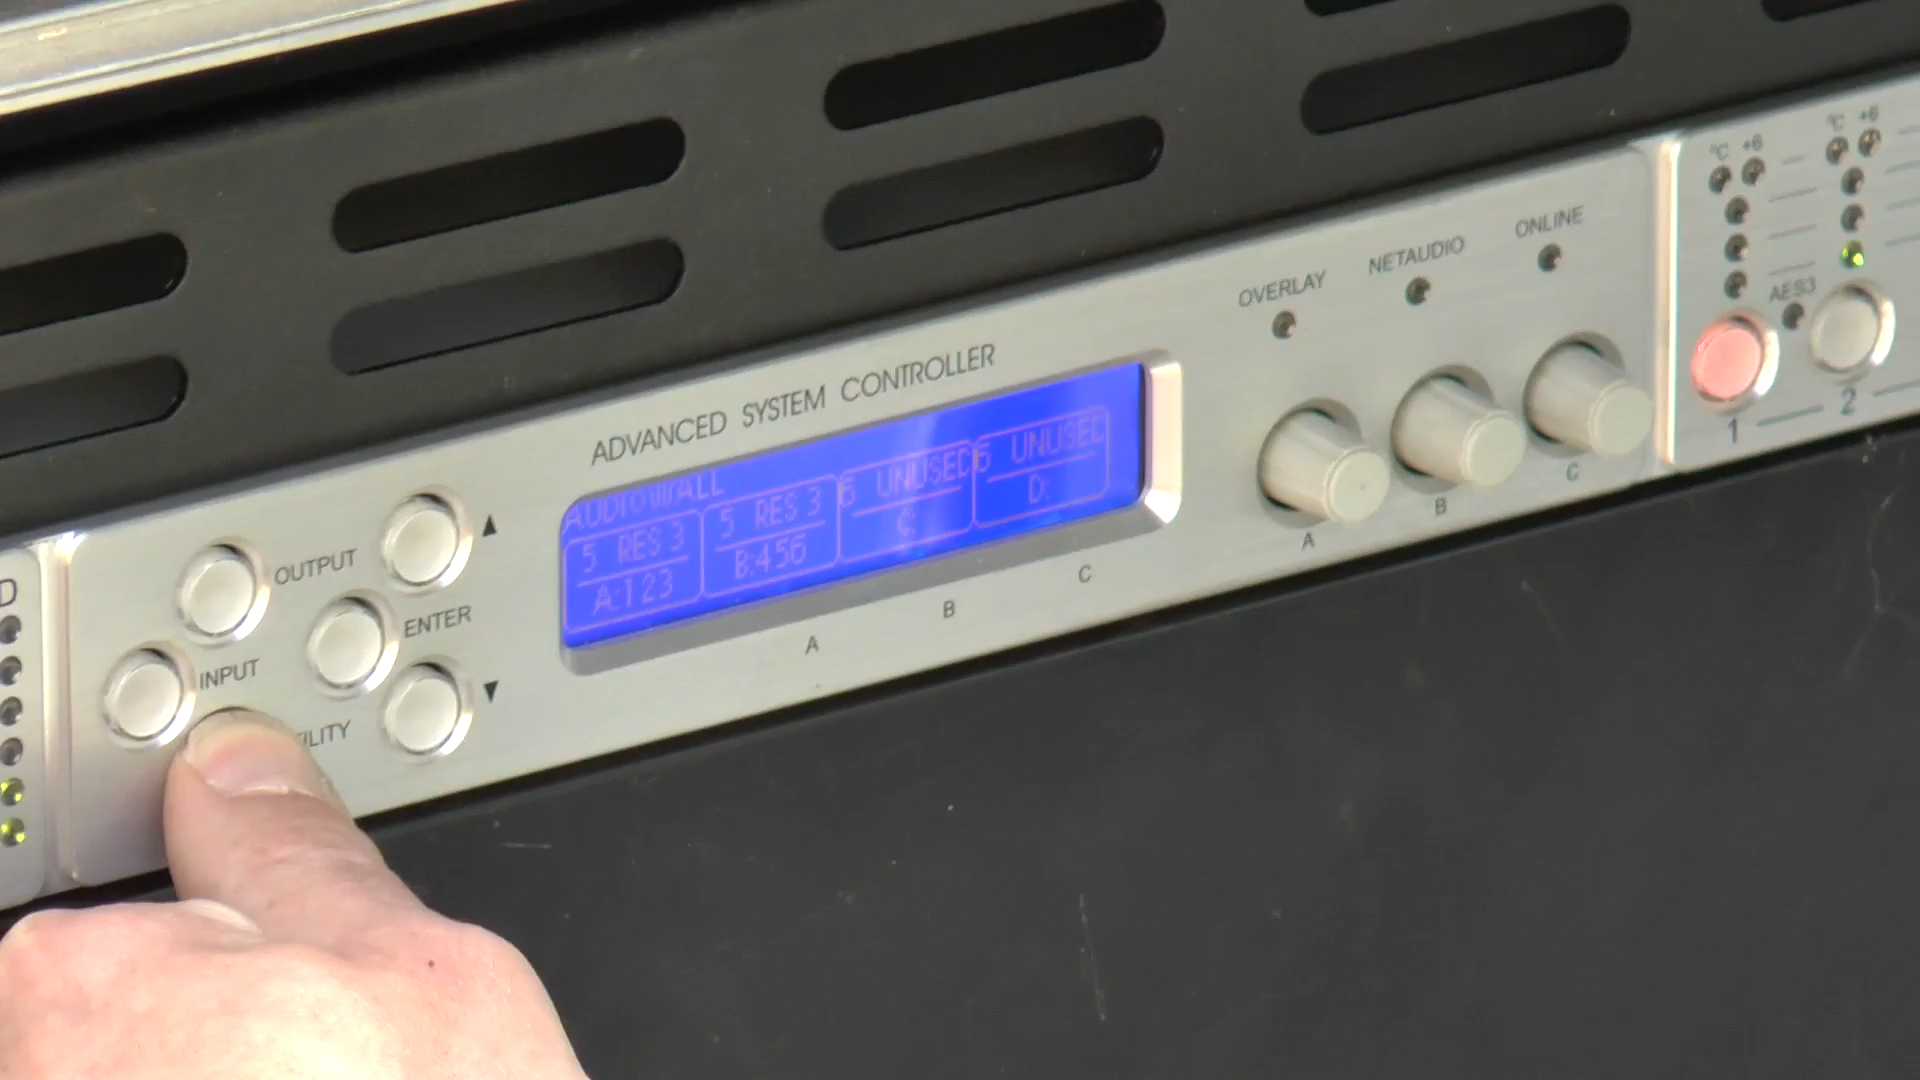 ADVANCED SYSTEM CONTROLLER
AUDIOWALL
5 RES 3
A:123
5 RES 3
B:456
6 UNUSED
C:
6 UNUSED
D:
A
B
C
OUTPUT
ENTER
INPUT
ILITY
▲
▼
D
OVERLAY
NETAUDIO
ONLINE
A
B
C
°C +6
°C +6
AES3
1
2